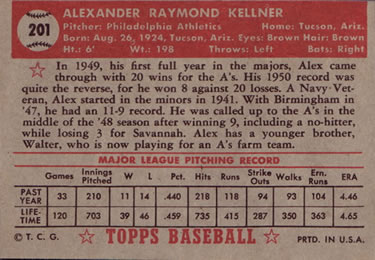 201
ALEXANDER RAYMOND KELLNER
Pitcher: Philadelphia Athletics Home: Tucson, Ariz.
Born: Aug. 26, 1924, Tucson, Ariz. Eyes: Brown Hair: Brown
Ht.: 6' Wt.: 198 Throws: Left Bats: Right
In 1949, his first full year in the majors, Alex came
through with 20 wins for the A's. His 1950 record was
quite the reverse, for he won 8 against 20 losses. A Navy Vet-
eran, Alex started in the minors in 1941. With Birmingham in
'47, he had an 11-9 record. He was called up to the A's in the
middle of the '48 season after winning 9, including a no-hitter,
while losing 3 for Savannah. Alex has a younger brother,
Walter, who is now playing for an A's farm team.
MAJOR LEAGUE PITCHING RECORD
Games Innings Pitched W L Pct. Hits Runs Strike Outs Walks Ern. Runs ERA
PAST YEAR 33 210 11 14 .440 218 118 94 93 104 4.46
LIFE-TIME 120 703 39 46 .459 735 415 287 350 363 4.65
© T. C. G. TOPPS BASEBALL PRTD. IN U.S.A.